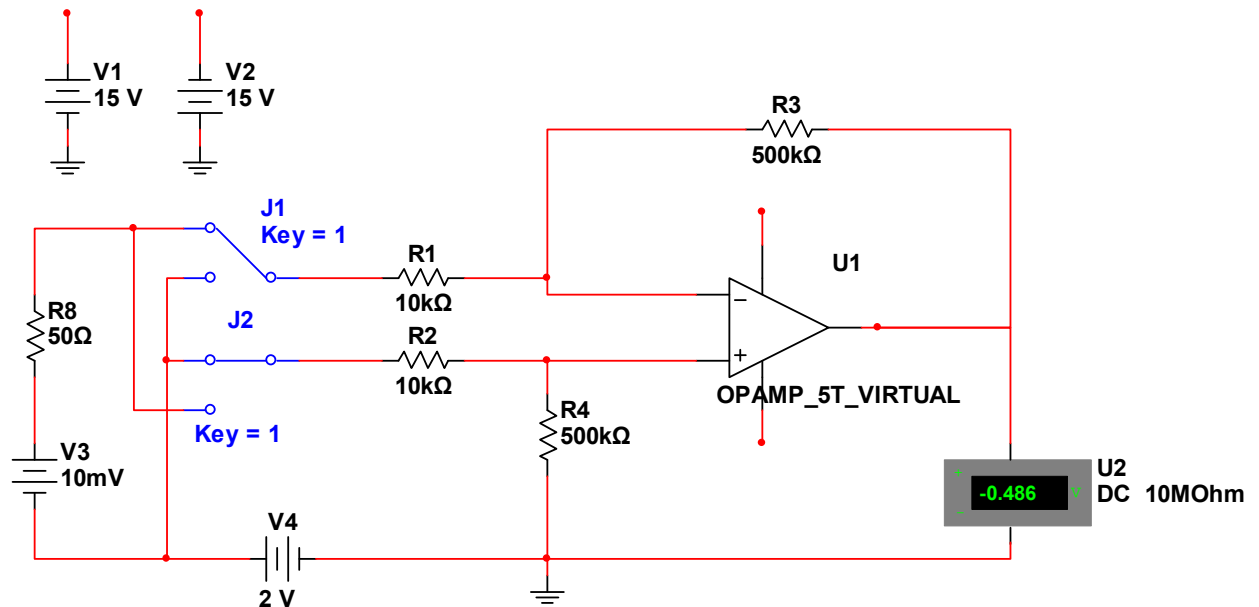 V1
15 V
V2
15 V
R3
500kΩ
J1
Key = 1
R1
10kΩ
U1
R8
50Ω
J2
R2
10kΩ
OPAMP_5T_VIRTUAL
R4
500kΩ
Key = 1
V3
10mV
U2
-0.486
V
DC 10MOhm
V4
2 V